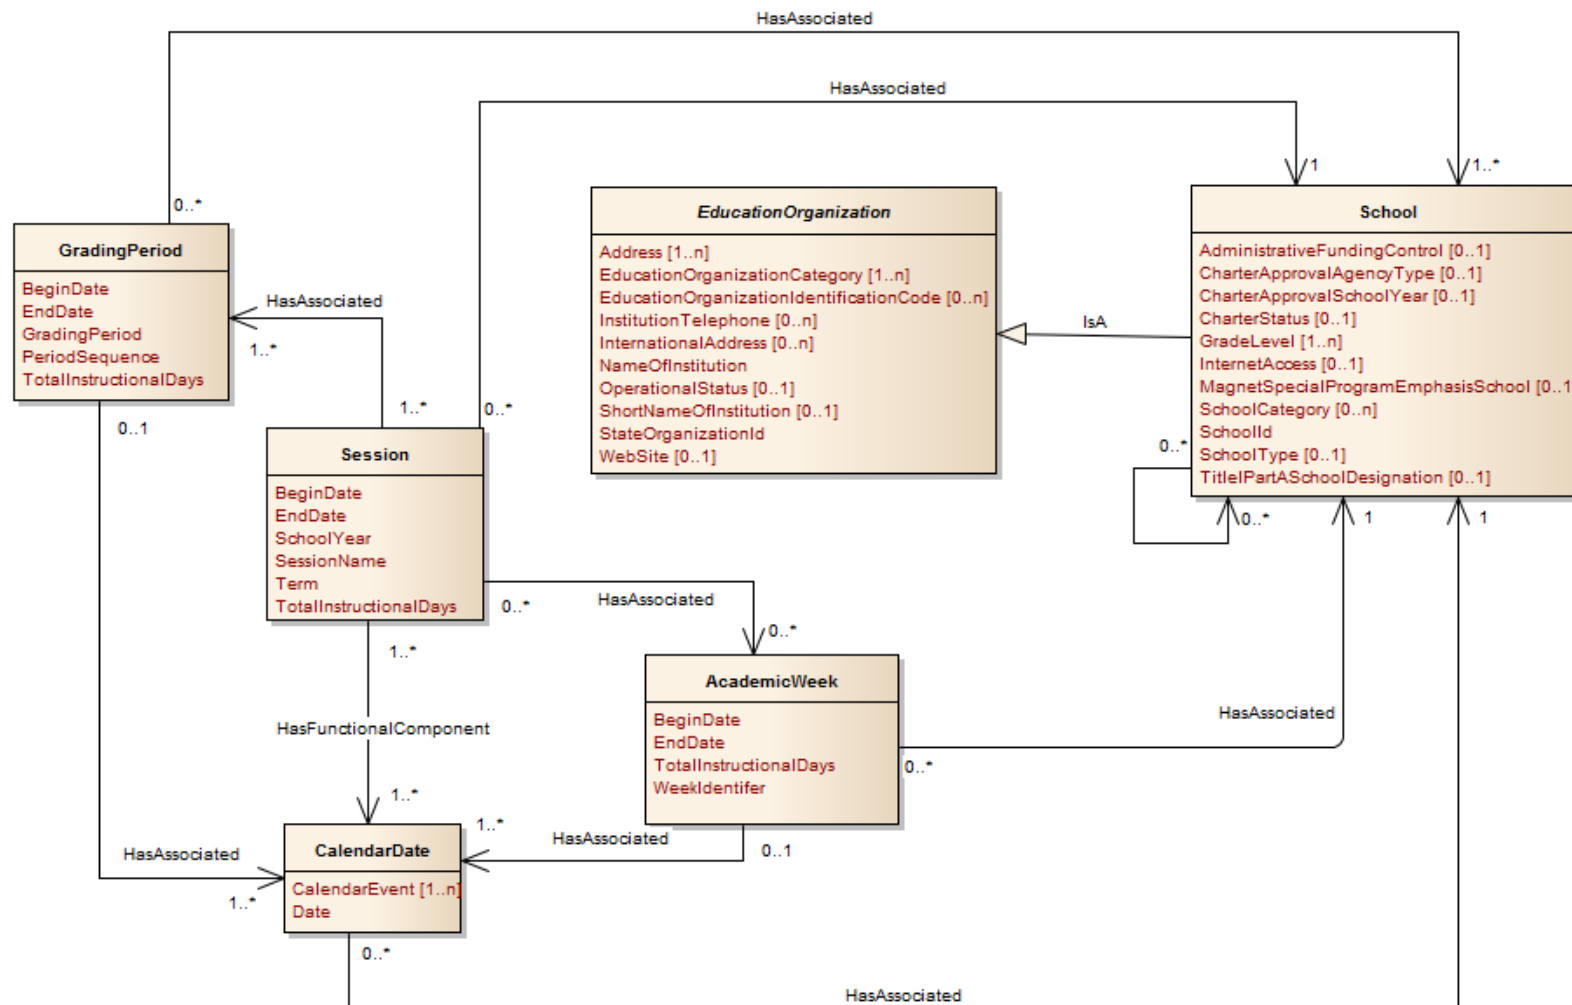 HasAssociated
HasAssociated
1
1..*
0..*
GradingPeriod
BeginDate
EndDate
GradingPeriod
PeriodSequence
TotalInstructionalDays
HasAssociated
1..*
0..1
1..*
0..*
EducationOrganization
Address [1..n]
EducationOrganizationCategory [1..n]
EducationOrganizationIdentificationCode [0..n]
InstitutionTelephone [0..n]
InternationalAddress [0..n]
NameOfInstitution
OperationalStatus [0..1]
ShortNameOfInstitution [0..1]
StateOrganizationId
WebSite [0..1]
IsA
School
AdministrativeFundingControl [0..1]
CharterApprovalAgencyType [0..1]
CharterApprovalSchoolYear [0..1]
CharterStatus [0..1]
GradeLevel [1..n]
InternetAccess [0..1]
MagnetSpecialProgramEmphasisSchool [0..1
SchoolCategory [0..n]
SchoolId
SchoolType [0..1]
TitleIPartASchoolDesignation [0..1]
0..*
0..*
1
1
Session
BeginDate
EndDate
SchoolYear
SessionName
Term
TotalInstructionalDays
0..*
HasAssociated
0..*
1..*
HasFunctionalComponent
1..*
AcademicWeek
BeginDate
EndDate
TotalInstructionalDays
WeekIdentifer
HasAssociated
0..*
1..*
HasAssociated
0..1
HasAssociated
1..*
CalendarDate
CalendarEvent [1..n]
Date
0..*
HasAssociated